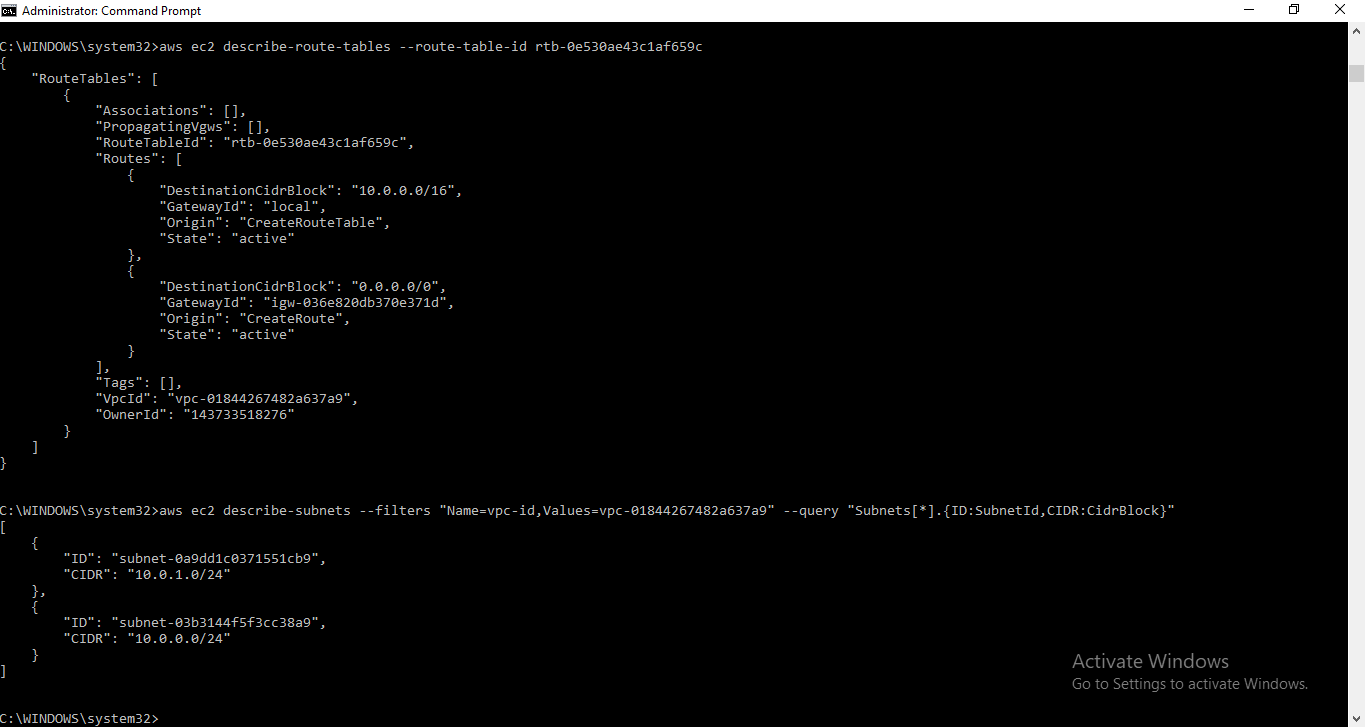 Administrator: Command Prompt
C:\WINDOWS\system32>aws ec2 describe-route-tables --route-table-id rtb-0e530ae43c1af659c
{
    "RouteTables": [
        {
            "Associations": [],
            "PropagatingVgws": [],
            "RouteTableId": "rtb-0e530ae43c1af659c",
            "Routes": [
                {
                    "DestinationCidrBlock": "10.0.0.0/16",
                    "GatewayId": "local",
                    "Origin": "CreateRouteTable",
                    "State": "active"
                },
                {
                    "DestinationCidrBlock": "0.0.0.0/0",
                    "GatewayId": "igw-036e820db370e371d",
                    "Origin": "CreateRoute",
                    "State": "active"
                }
            ],
            "Tags": [],
            "VpcId": "vpc-01844267482a637a9",
            "OwnerId": "143733518276"
        }
    ]
}
C:\WINDOWS\system32>aws ec2 describe-subnets --filters "Name=vpc-id,Values=vpc-01844267482a637a9" --query "Subnets[*].{ID:SubnetId,CIDR:CidrBlock}"
[
    {
        "ID": "subnet-0a9dd1c0371551cb9",
        "CIDR": "10.0.1.0/24"
    },
    {
        "ID": "subnet-03b3144f5f3cc38a9",
        "CIDR": "10.0.0.0/24"
    }
]
Activate Windows
Go to Settings to activate Windows.
C:\WINDOWS\system32>